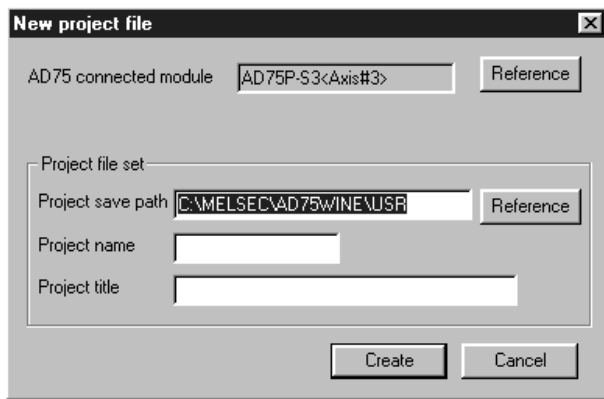 New project file
AD75 connected module AD75P-S3<Axis#3> Reference
Project file set
Project save path C:\MELSEC\AD75WINE\USR Reference
Project name
Project title
Create Cancel